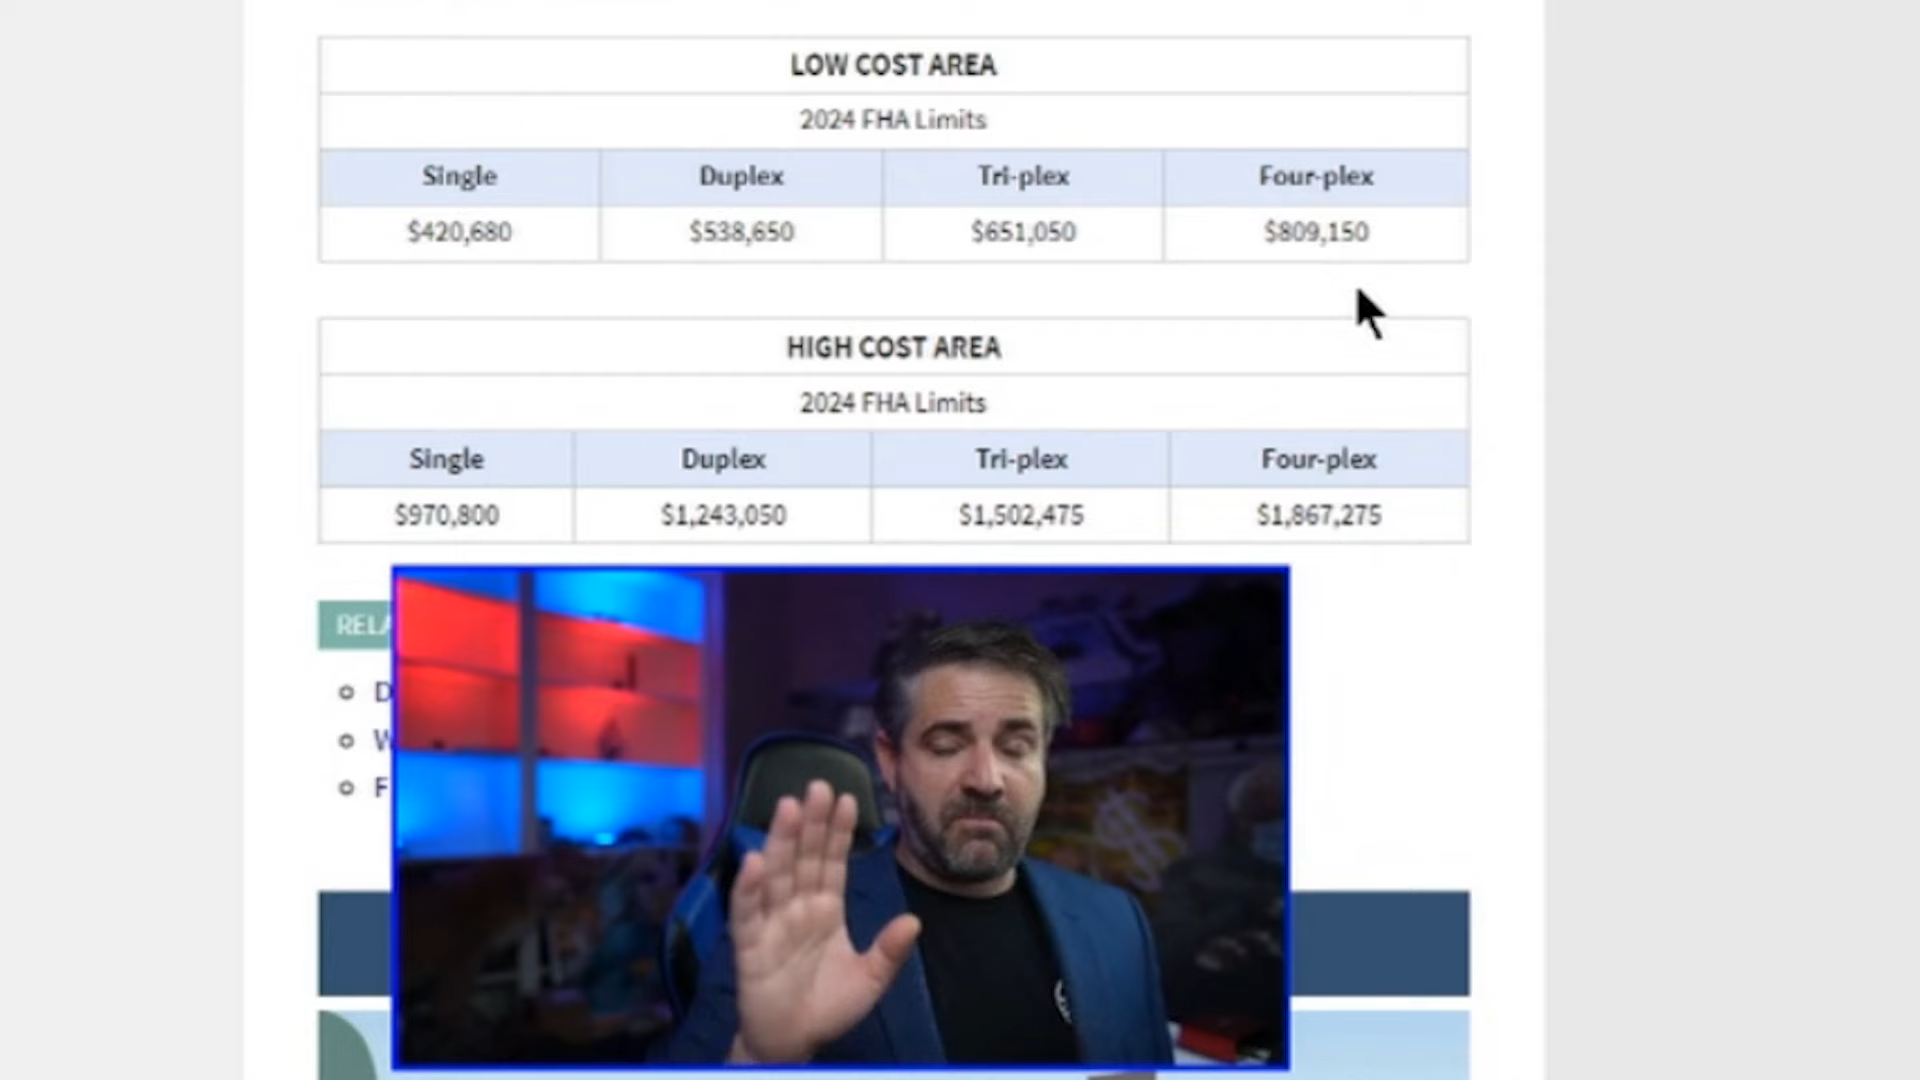 LOW COST AREA
2024 FHA Limits
Single Duplex Tri-plex Four-plex
$420,680 $538,650 $651,050 $809,150
HIGH COST AREA
2024 FHA Limits
Single Duplex Tri-plex Four-plex
$970,800 $1,243,050 $1,502,475 $1,867,275
RELA
D
W
F